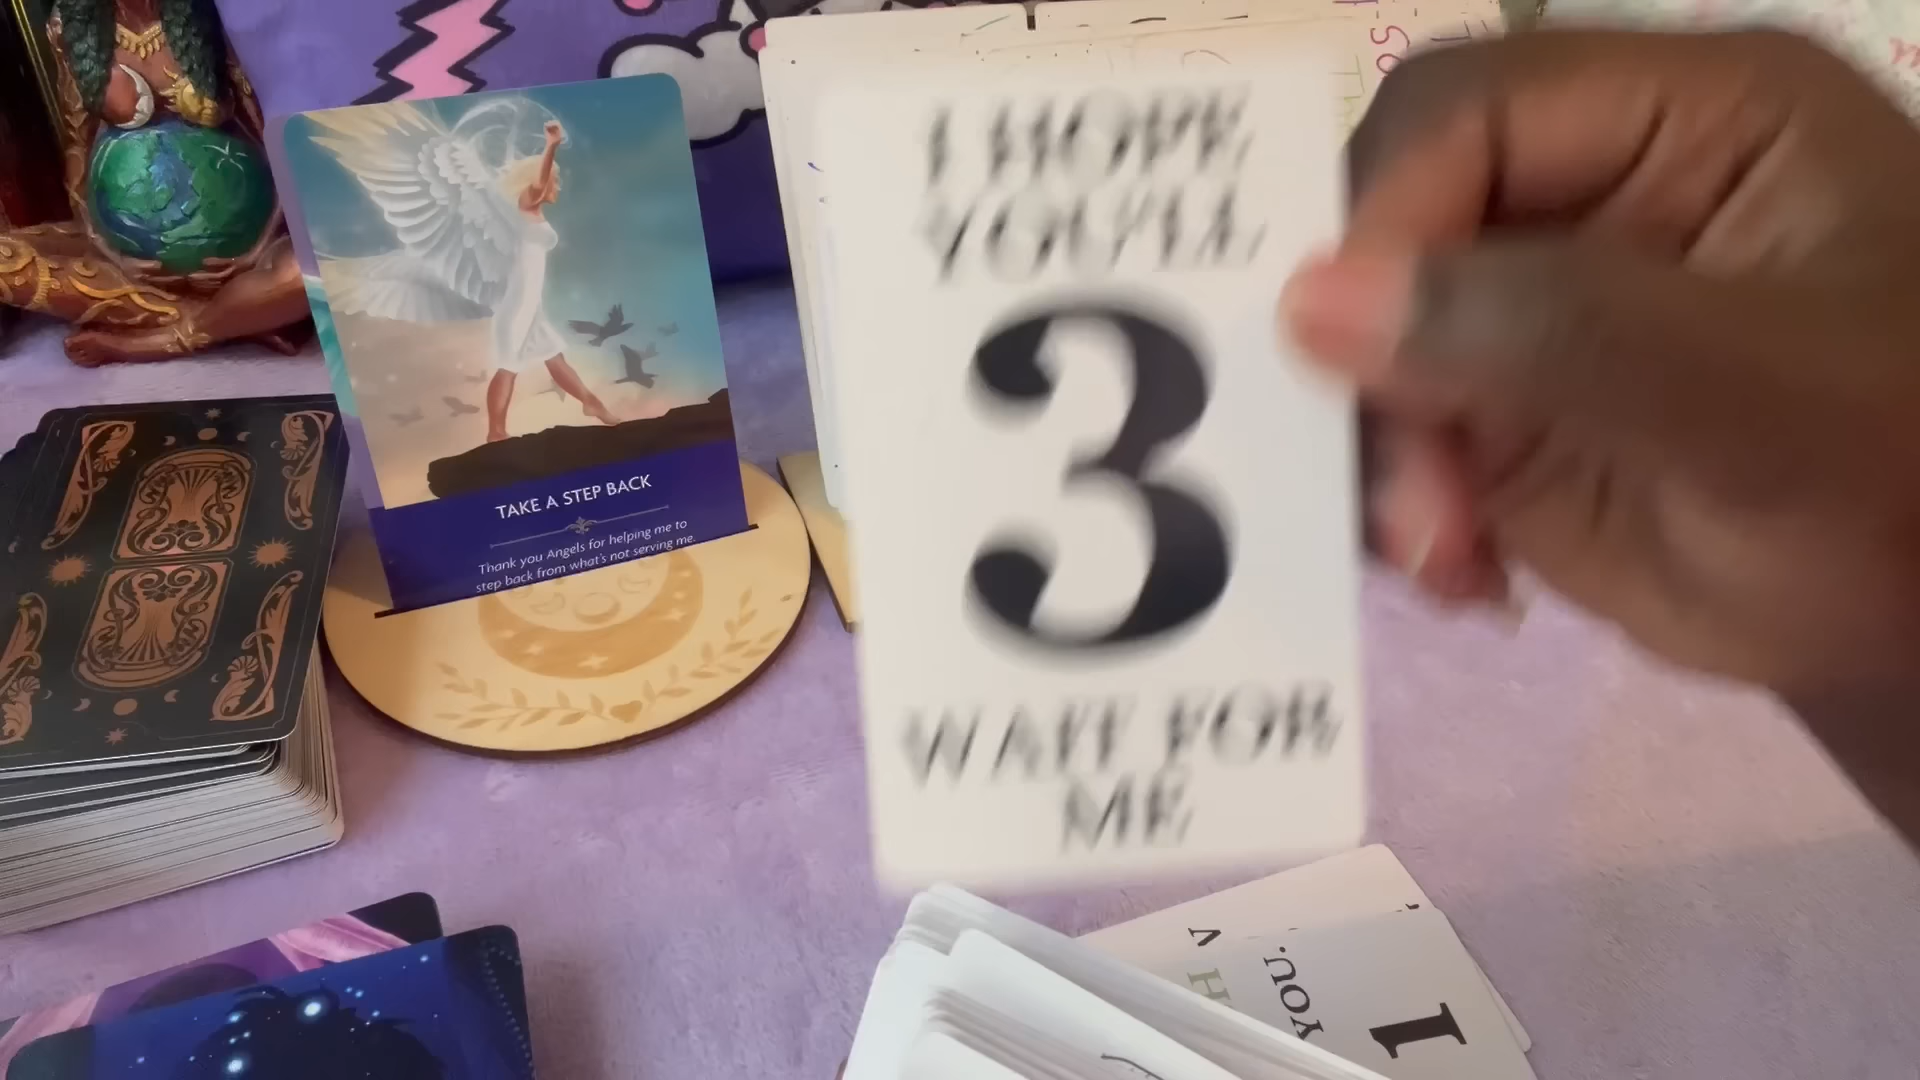 TAKE A STEP BACK
Thank you Angels for helping me to
step back from what's not serving me.
I HOPE
YOU'LL
3
WAIT FOR
ME
YOU.
1